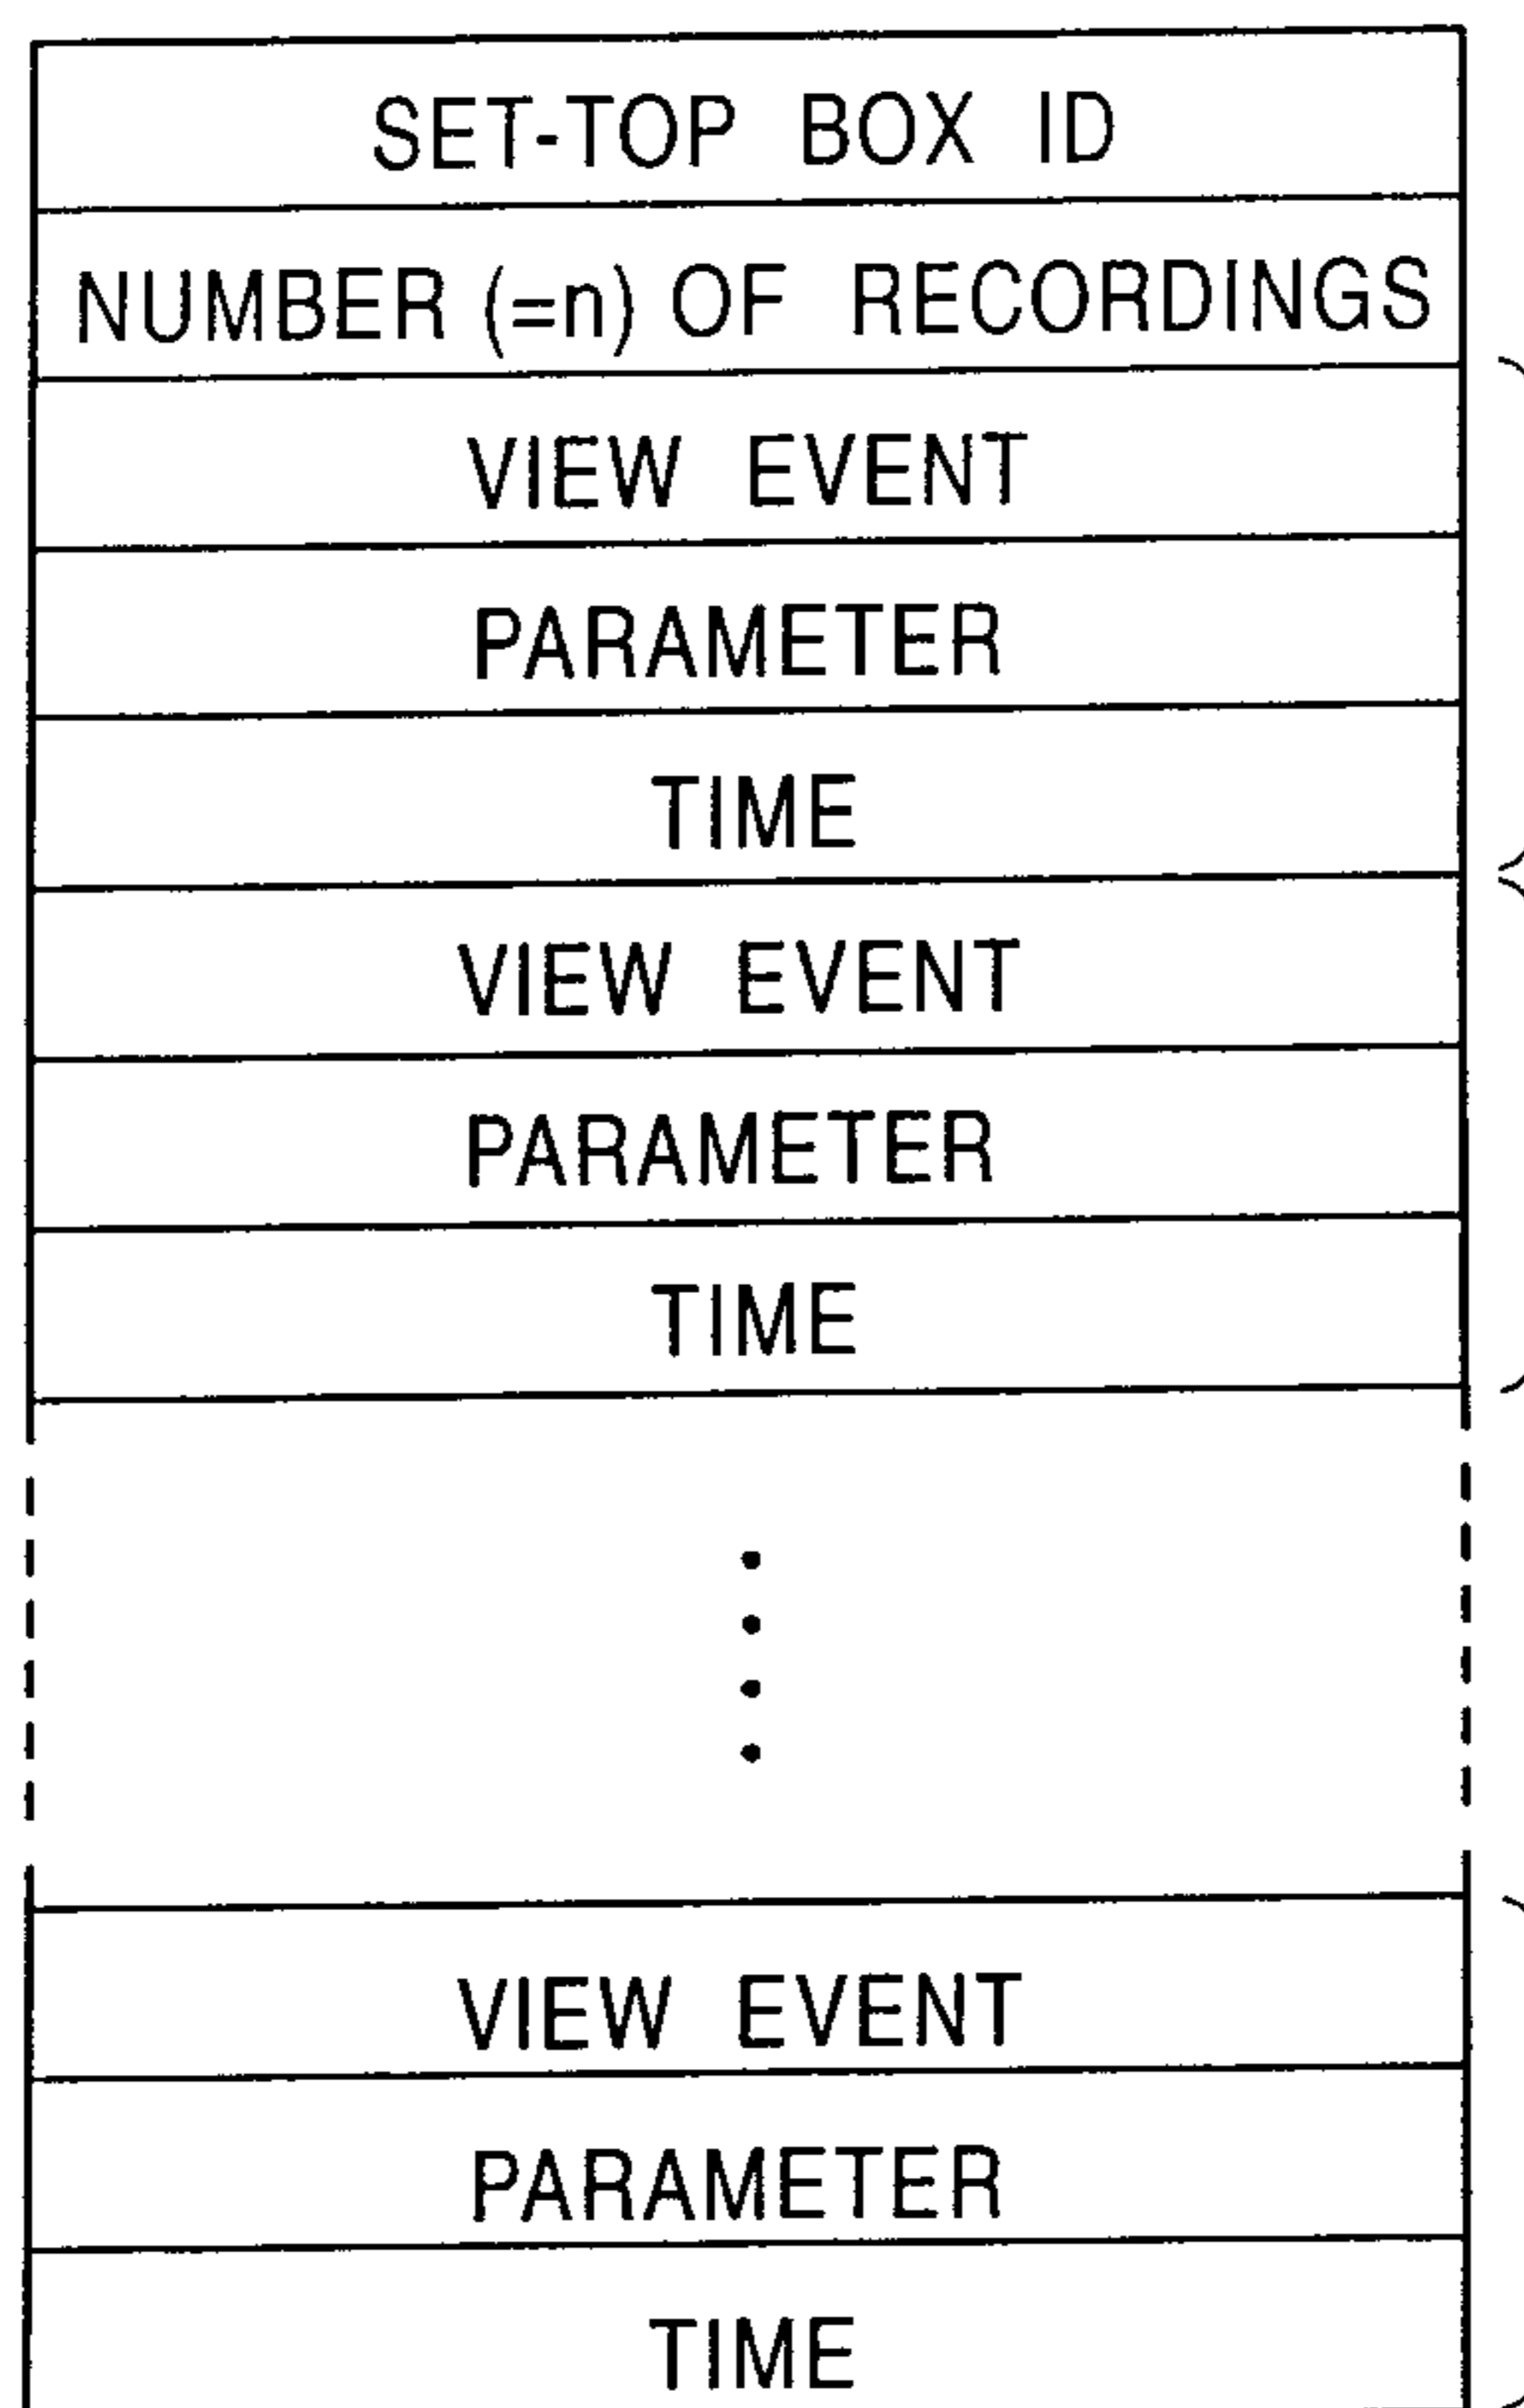 SET-TOP BOX ID
NUMBER (=n) OF RECORDINGS
VIEW EVENT
PARAMETER
TIME
VIEW EVENT
PARAMETER
TIME
VIEW EVENT
PARAMETER
TIME